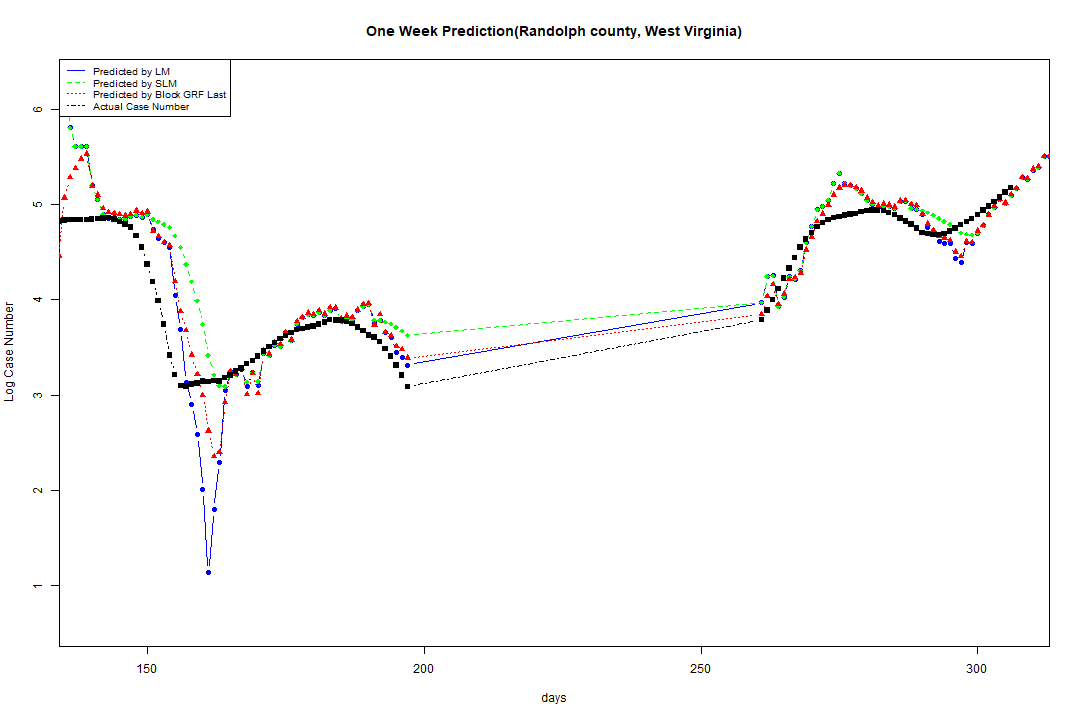 One Week Prediction(Randolph county, West Virginia)
Predicted by LM
Predicted by SLM
Predicted by Block GRF Last
Actual Case Number
6
5
4
3
2
1
Log Case Number
150 200 250 300
days